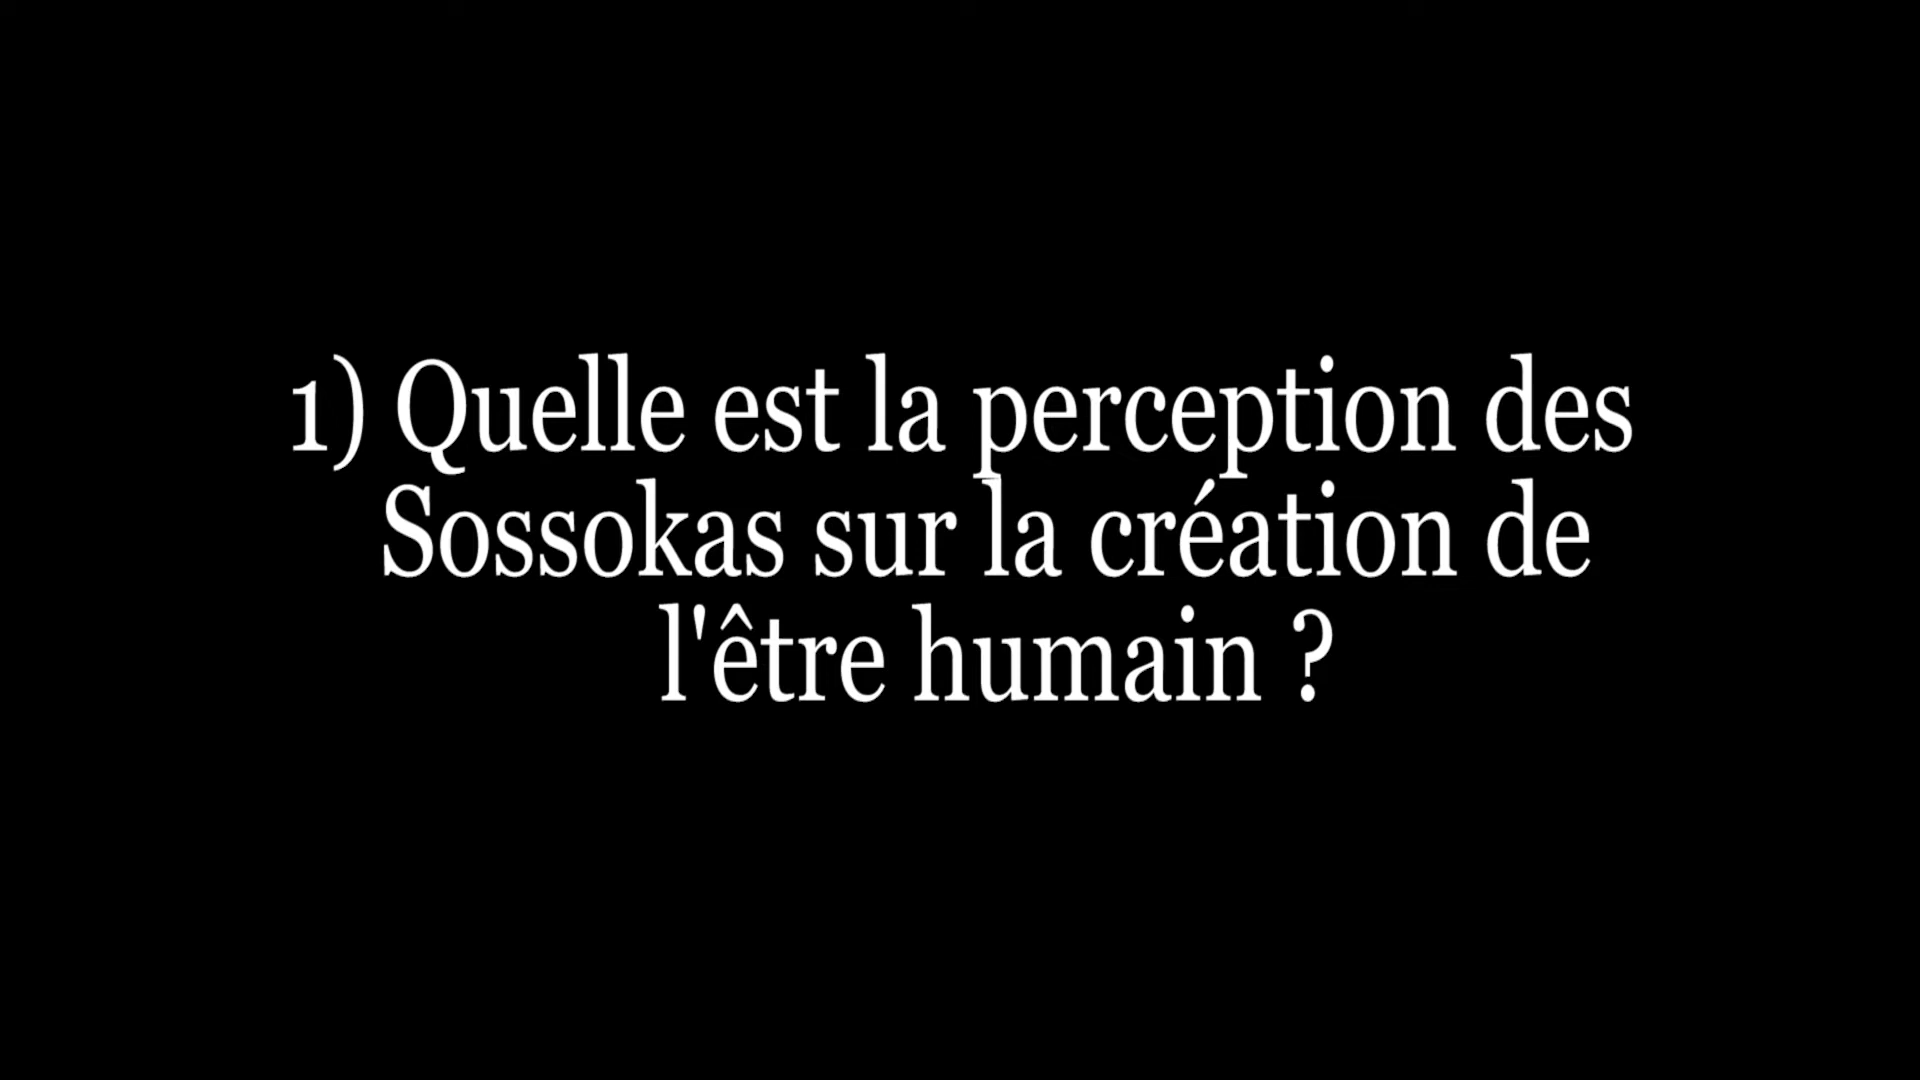 1) Quelle est la perception des
Sossokas sur la création de
l'être humain ?